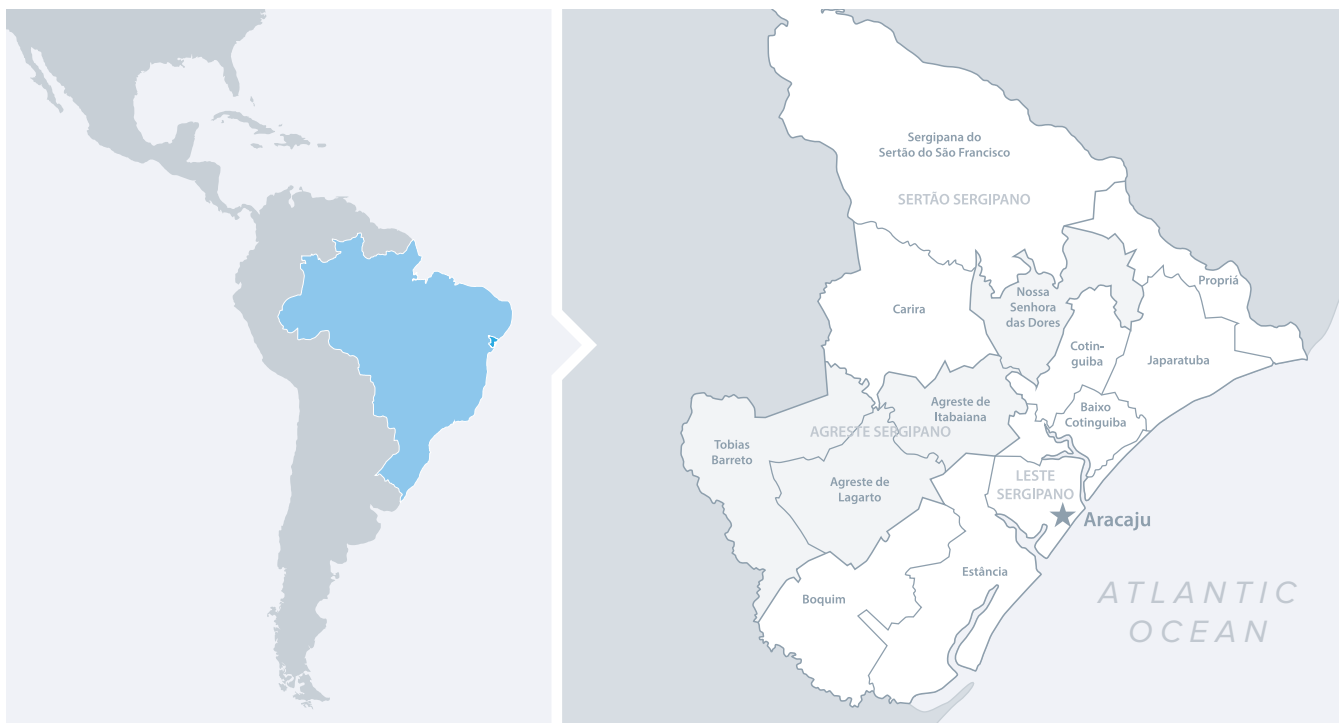 Sergipana do
Sertão do São Francisco
SERTÃO SERGIPANO
Propriá
Nossa
Senhora
das Dores
Carira
Cotin-
guiba
Japaratuba
Agreste de
Itabaiana
Baixo
Cotinguiba
AGRESTE SERGIPANO
Tobias
Barreto
Agreste de
Lagarto
LESTE
SERGIPANO
Aracaju
Estância
Boquim
ATLANTIC
OCEAN